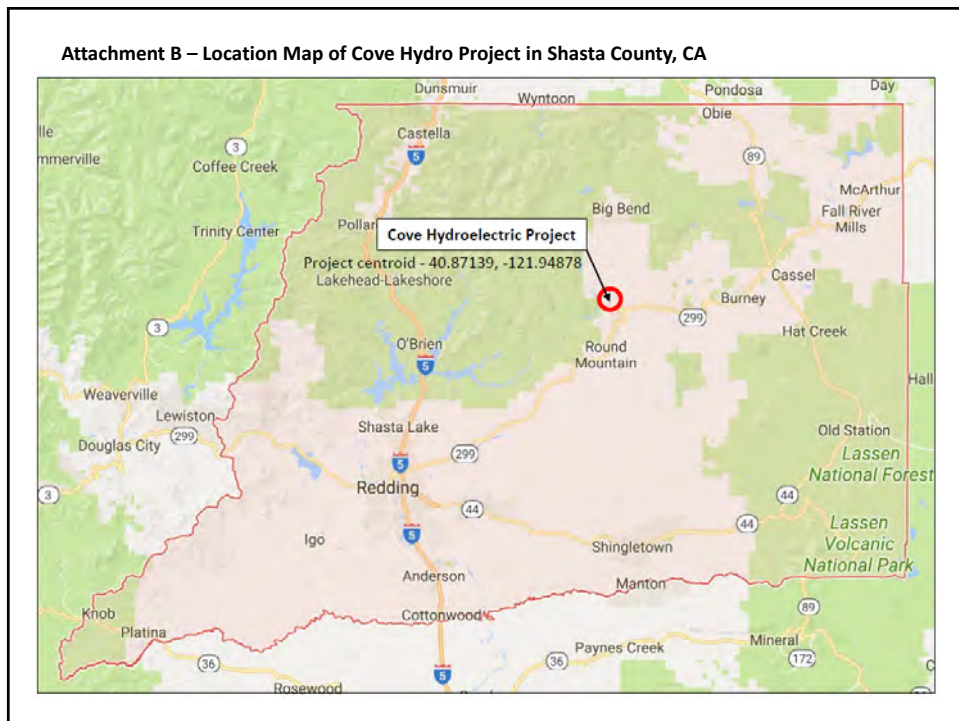 Attachment B – Location Map of Cove Hydro Project in Shasta County, CA
Dunsmuir
Pondosa
Day
Wyntoon
Obie
lle
Castella
3
5
89
mmerville
Coffee Creek
McArthur
Big Bend
Fall River
Mills
Trinity Center
Pollar
Cove Hydroelectric Project
Project centroid - 40.87139, -121.94878
Lakehead-Lakeshore
Cassel
Burney
299
3
Hat Creek
O'Brien
Round
Mountain
5
Hall
Weaverville
Lewiston
Shasta Lake
Old Station
299
Douglas City
299
Lassen
National Forest
5
Redding
3
44
44
44
Lassen
Volcanic
National Park
5
Igo
Shingletown
Anderson
Manton
Knob
Cottonwood
89
Platina
Mineral
Paynes Creek
36
36
172
5
Rosewood
36